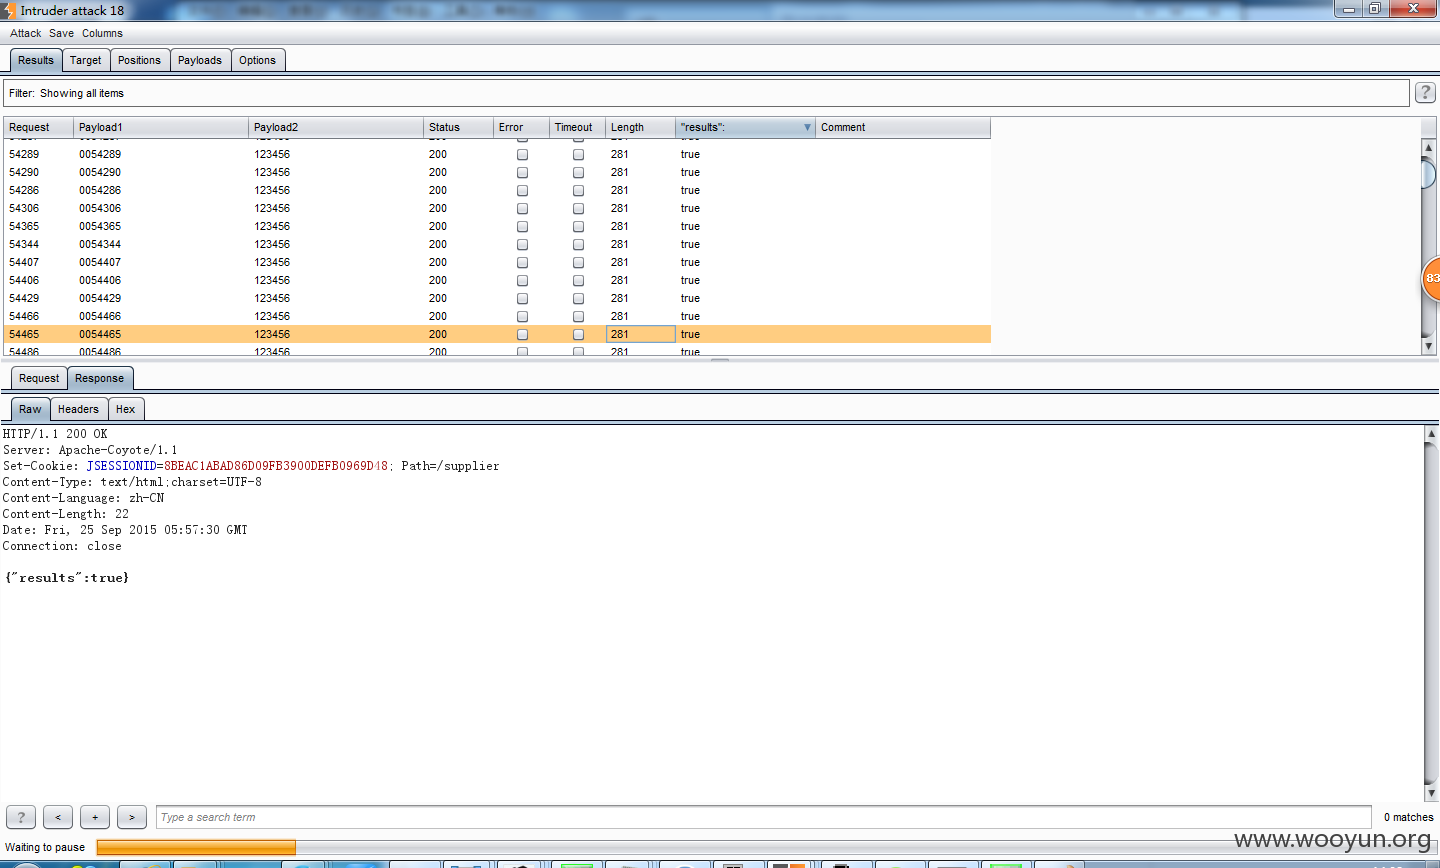 Intruder attack 18
Attack Save Columns
Results Target Positions Payloads Options
Filter: Showing all items
?
Request Payload1 Payload2 Status Error Timeout Length "results": Comment
54289 0054289 123456 200 281 true
54290 0054290 123456 200 281 true
54286 0054286 123456 200 281 true
54306 0054306 123456 200 281 true
54365 0054365 123456 200 281 true
54344 0054344 123456 200 281 true
54407 0054407 123456 200 281 true
54406 0054406 123456 200 281 true
83
54429 0054429 123456 200 281 true
54466 0054466 123456 200 281 true
54465 0054465 123456 200 281 true
54486 0054486 123456 200 281 true
Request Response
Raw Headers Hex
HTTP/1.1 200 OK
Server: Apache-Coyote/1.1
Set-Cookie: JSESSIONID=8BEAC1ABAD86D09FB3900DEFB0969D48; Path=/supplier
Content-Type: text/html;charset=UTF-8
Content-Language: zh-CN
Content-Length: 22
Date: Fri, 25 Sep 2015 05:57:30 GMT
Connection: close
{"results":true}
? < + > Type a search term 0 matches
Waiting to pause
www.wooyun.org